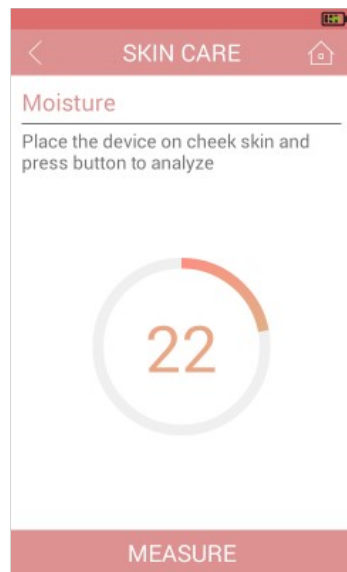 SKIN CARE
Moisture
Place the device on cheek skin and
press button to analyze
22
MEASURE